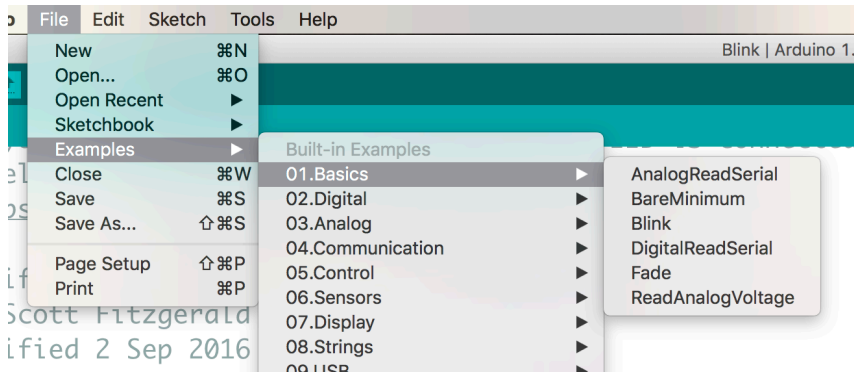 File Edit Sketch Tools Help
Blink | Arduino 1.
New ⌘N
Open... ⌘O
Open Recent ▶
Sketchbook ▶
Examples ▶
Close ⌘W
Save ⌘S
Save As... ⇧⌘S
Page Setup ⇧⌘P
Print ⌘P
Built-in Examples
01.Basics ▶
02.Digital ▶
03.Analog ▶
04.Communication ▶
05.Control ▶
06.Sensors ▶
07.Display ▶
08.Strings ▶
09.USB ▶
AnalogReadSerial
BareMinimum
Blink
DigitalReadSerial
Fade
ReadAnalogVoltage
Scott Fitzgerald
ified 2 Sep 2016